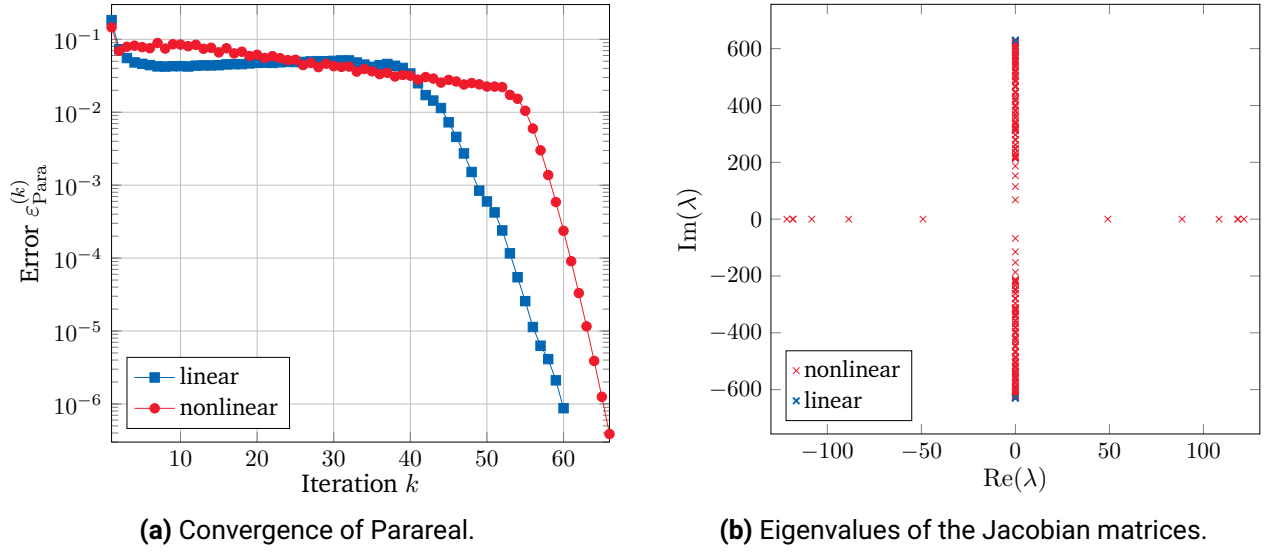 10⁻¹
10⁻²
10⁻³
10⁻⁴
10⁻⁵
10⁻⁶
Error ε_Para^(k)
linear
nonlinear
10 20 30 40 50 60
Iteration k
(a) Convergence of Parareal.
600
400
200
0
−200
−400
−600
Im(λ)
nonlinear
linear
−100 −50 0 50 100
Re(λ)
(b) Eigenvalues of the Jacobian matrices.